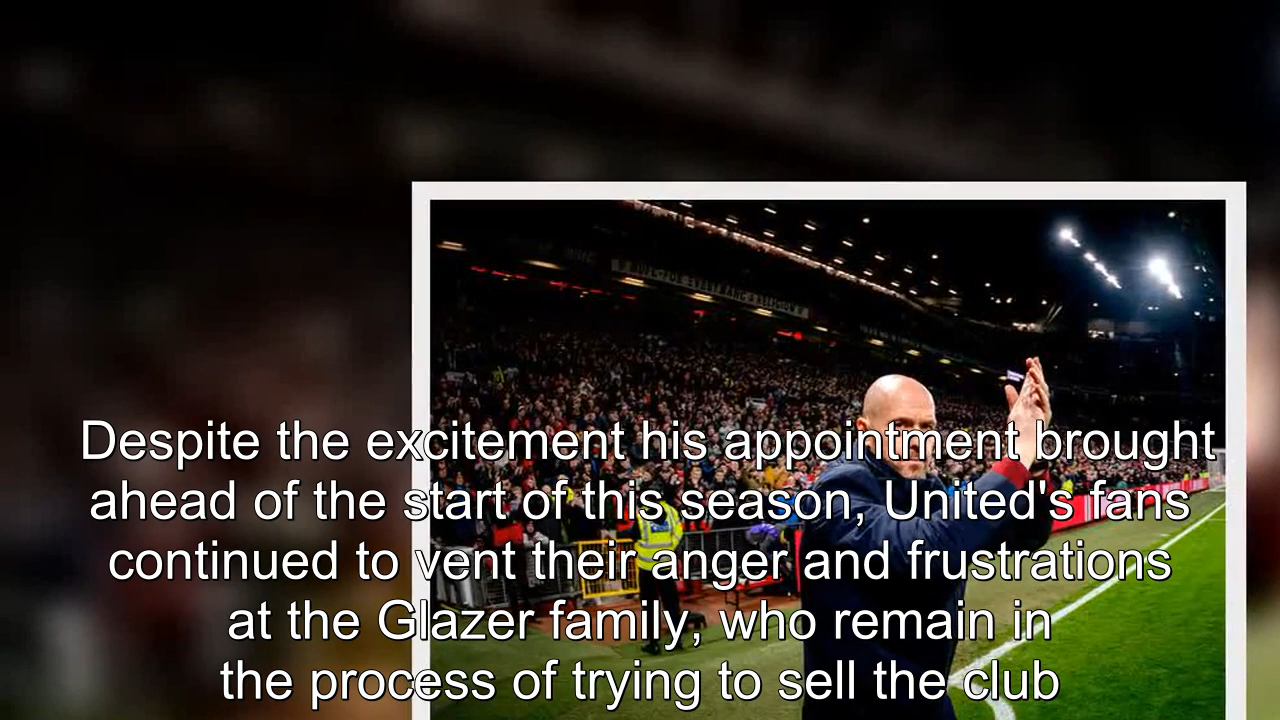 Despite the excitement his appointment brought
ahead of the start of this season, United's fans
continued to vent their anger and frustrations
at the Glazer family, who remain in
the process of trying to sell the club